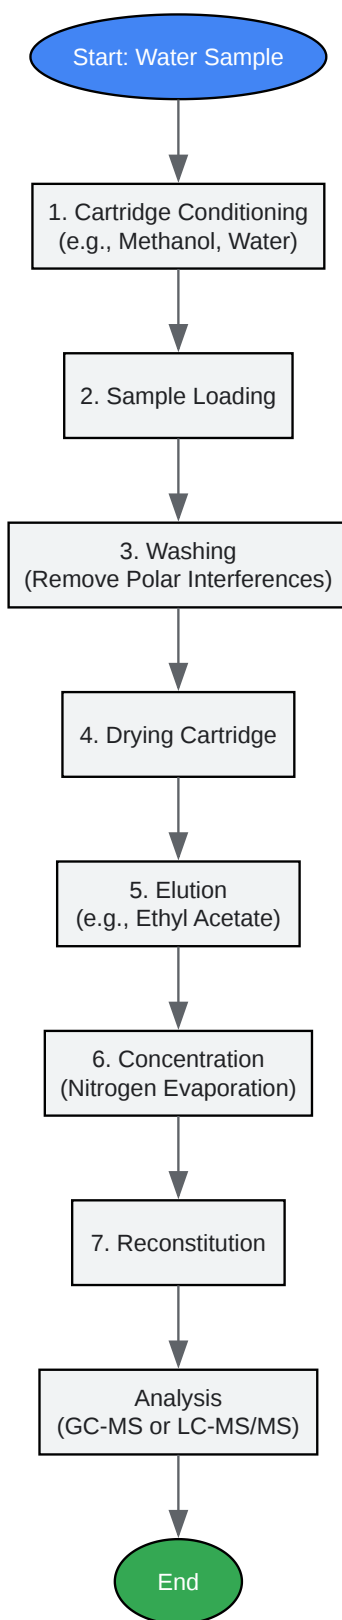 Start: Water Sample
1. Cartridge Conditioning
(e.g., Methanol, Water)
2. Sample Loading
3. Washing
(Remove Polar Interferences)
4. Drying Cartridge
5. Elution
(e.g., Ethyl Acetate)
6. Concentration
(Nitrogen Evaporation)
7. Reconstitution
Analysis
(GC-MS or LC-MS/MS)
End